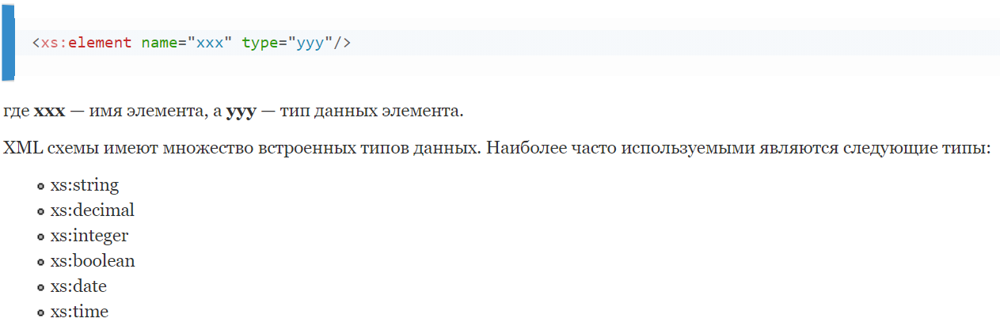 <xs:element name="xxx" type="yyy"/>
где xxx — имя элемента, а yyy — тип данных элемента.
XML схемы имеют множество встроенных типов данных. Наиболее часто используемыми являются следующие типы:
xs:string
xs:decimal
xs:integer
xs:boolean
xs:date
xs:time